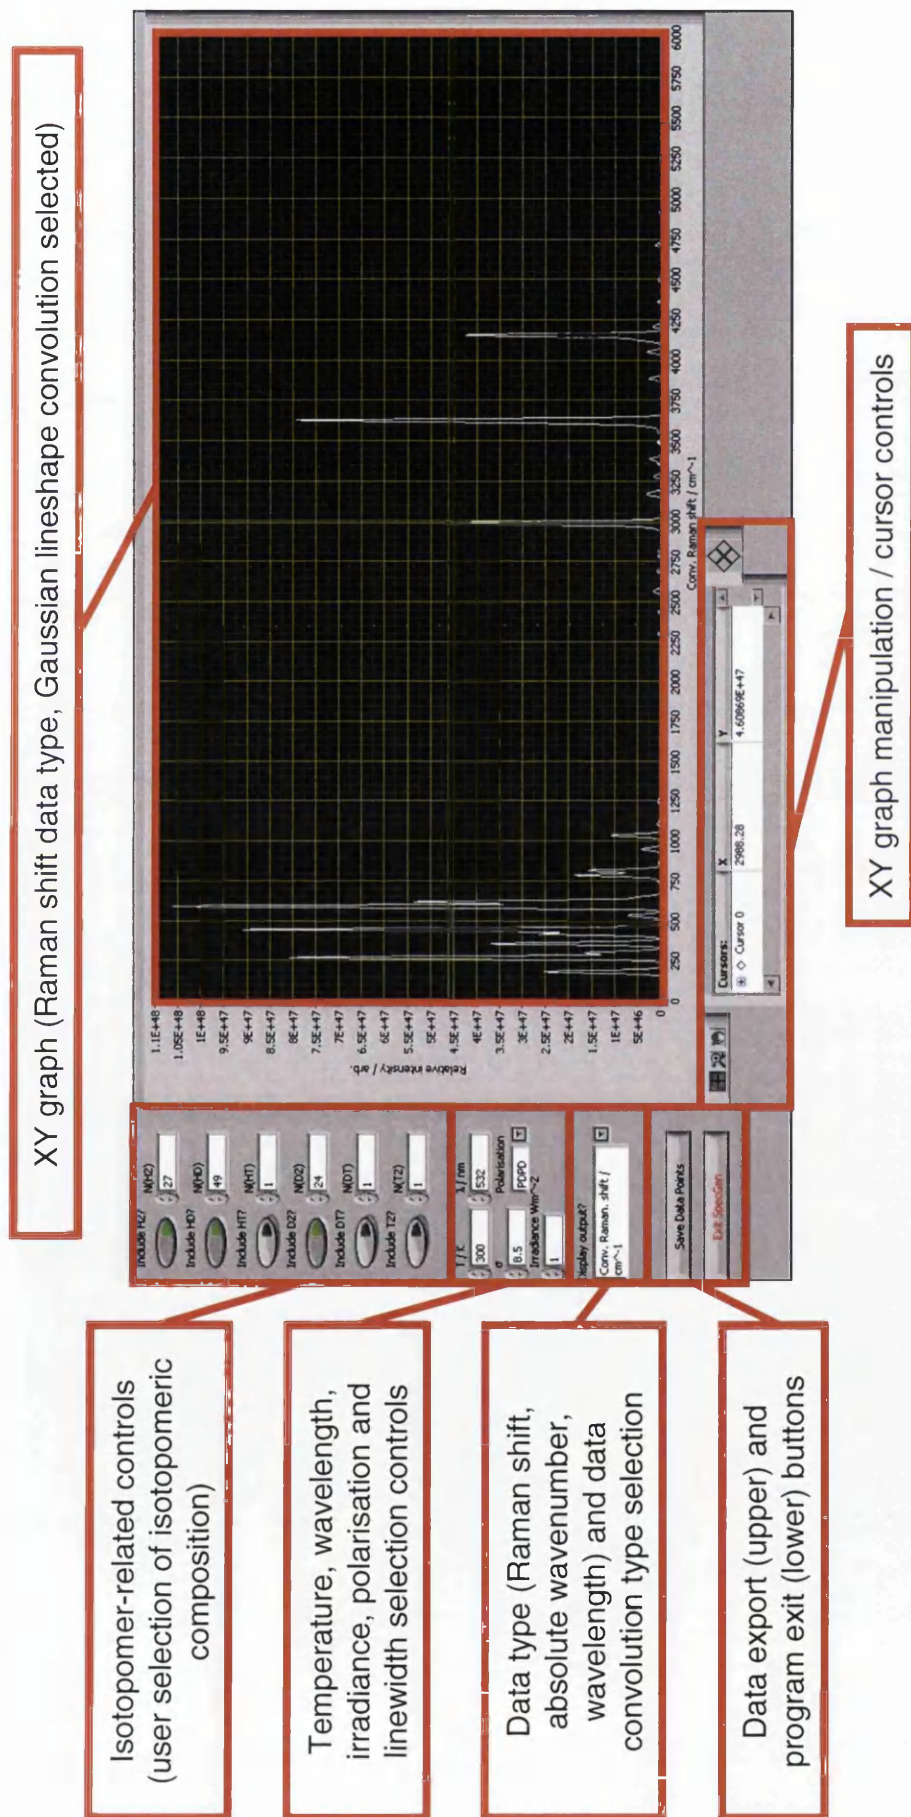 XY graph (Raman shift data type, Gaussian lineshape convolution selected)
Isotopomer-related controls
(user selection of isotopomeric
composition)
Temperature, wavelength,
irradiance, polarisation and
linewidth selection controls
Data type (Raman shift,
absolute wavenumber,
wavelength) and data
convolution type selection
Data export (upper) and
program exit (lower) buttons
Include H2? N(H2)
27
Include HD? N(HD)
49
Include HT? N(HT)
1
Include D2? N(D2)
24
Include DT? N(DT)
1
Include T2? N(T2)
1
T / K λ / nm
300 532
σ Polarisation
8.5 PDPD
Irradiance Wm^-2
1
isplay output?
Conv. Raman. shift /
cm^-1
Save Data Points
Exit SpecGen
Relative intensity / arb.
1.1E+48
1.05E+48
1E+48
9.5E+47
9E+47
8.5E+47
8E+47
7.5E+47
7E+47
6.5E+47
6E+47
5.5E+47
5E+47
4.5E+47
4E+47
3.5E+47
3E+47
2.5E+47
2E+47
1.5E+47
1E+47
5E+46
0
0 250 500 750 1000 1250 1500 1750 2000 2250 2500 2750 3000 3250 3500 3750 4000 4250 4500 4750 5000 5250 5500 5750 6000
Conv. Raman shift / cm^-1
Cursors: X Y
Cursor 0 2988.28 4.60869E+47
XY graph manipulation / cursor controls